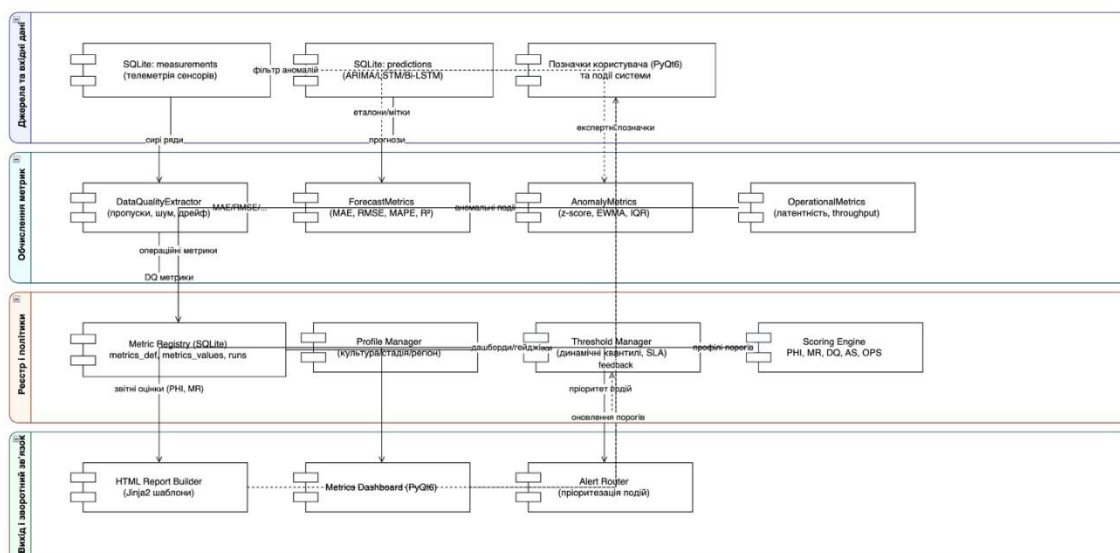 Джерела та вхідні дані
SQLite: measurements
(телеметрія сенсорів)
фільтр аномалій
SQLite: predictions
(ARIMA/LSTM/Bi-LSTM)
Позначки користувача (PyQt6)
та події системи
еталони/мітки
експертні позначки
сирі ряди
прогнози
Обчислення метрик
DataQualityExtractor
(пропуски, шум, дрейф)
MAE/RMSE/...
ForecastMetrics
(MAE, RMSE, MAPE, R²)
аномальні події
AnomalyMetrics
(z-score, EWMA, IQR)
OperationalMetrics
(латентність, throughput)
операційні метрики
DQ метрики
Реєстр і політики
Metric Registry (SQLite)
metrics_def, metrics_values, runs
Profile Manager
(культура/стадія/регіон)
дашборди/гейджіки
Threshold Manager
(динамічні квантилі, SLA)
feedback
профілі порогів
Scoring Engine
PHI, MR, DQ, AS, OPS
звітні оцінки (PHI, MR)
пріоритет подій
оновлення порогів
Вихід і зворотний зв'язок
HTML Report Builder
(Jinja2 шаблони)
Metrics Dashboard (PyQt6)
Alert Router
(пріоритезація подій)